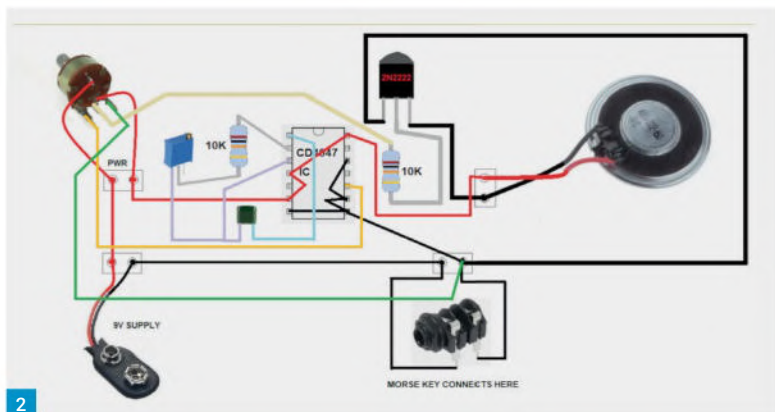 2N2222
PWR
10K
CD4047
IC
10K
9V SUPPLY
MORSE KEY CONNECTS HERE
2